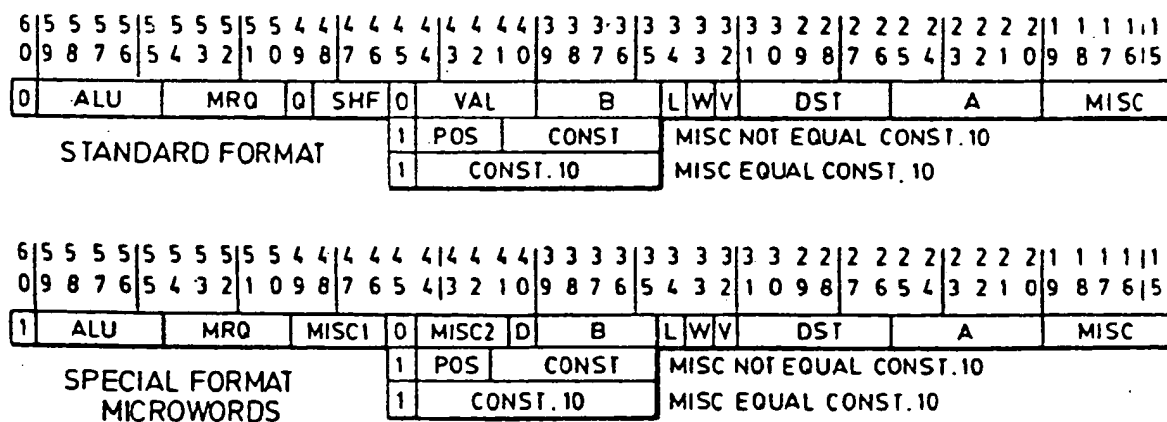 6 5 5 5 5 5 5 5 5 5 5 4 4 4 4 4 4 4 4 4 4 3 3 3 3 3 3 3 3 3 3 2 2 2 2 2 2 2 2 2 2 1 1 1 1 1
0 9 8 7 6 5 4 3 2 1 0 9 8 7 6 5 4 3 2 1 0 9 8 7 6 5 4 3 2 1 0 9 8 7 6 5 4 3 2 1 0 9 8 7 6 5
0 ALU MRQ Q SHF 0 VAL B L W V DST A MISC
1 POS CONST MISC NOT EQUAL CONST.10
STANDARD FORMAT
1 CONST.10 MISC EQUAL CONST.10
6 5 5 5 5 5 5 5 5 5 5 4 4 4 4 4 4 4 4 4 4 3 3 3 3 3 3 3 3 3 3 2 2 2 2 2 2 2 2 2 2 1 1 1 1 1
0 9 8 7 6 5 4 3 2 1 0 9 8 7 6 5 4 3 2 1 0 9 8 7 6 5 4 3 2 1 0 9 8 7 6 5 4 3 2 1 0 9 8 7 6 5
1 ALU MRQ MISC1 0 MISC2 D B L W V DST A MISC
1 POS CONST MISC NOT EQUAL CONST.10
SPECIAL FORMAT
1 CONST.10 MISC EQUAL CONST.10
MICROWORDS